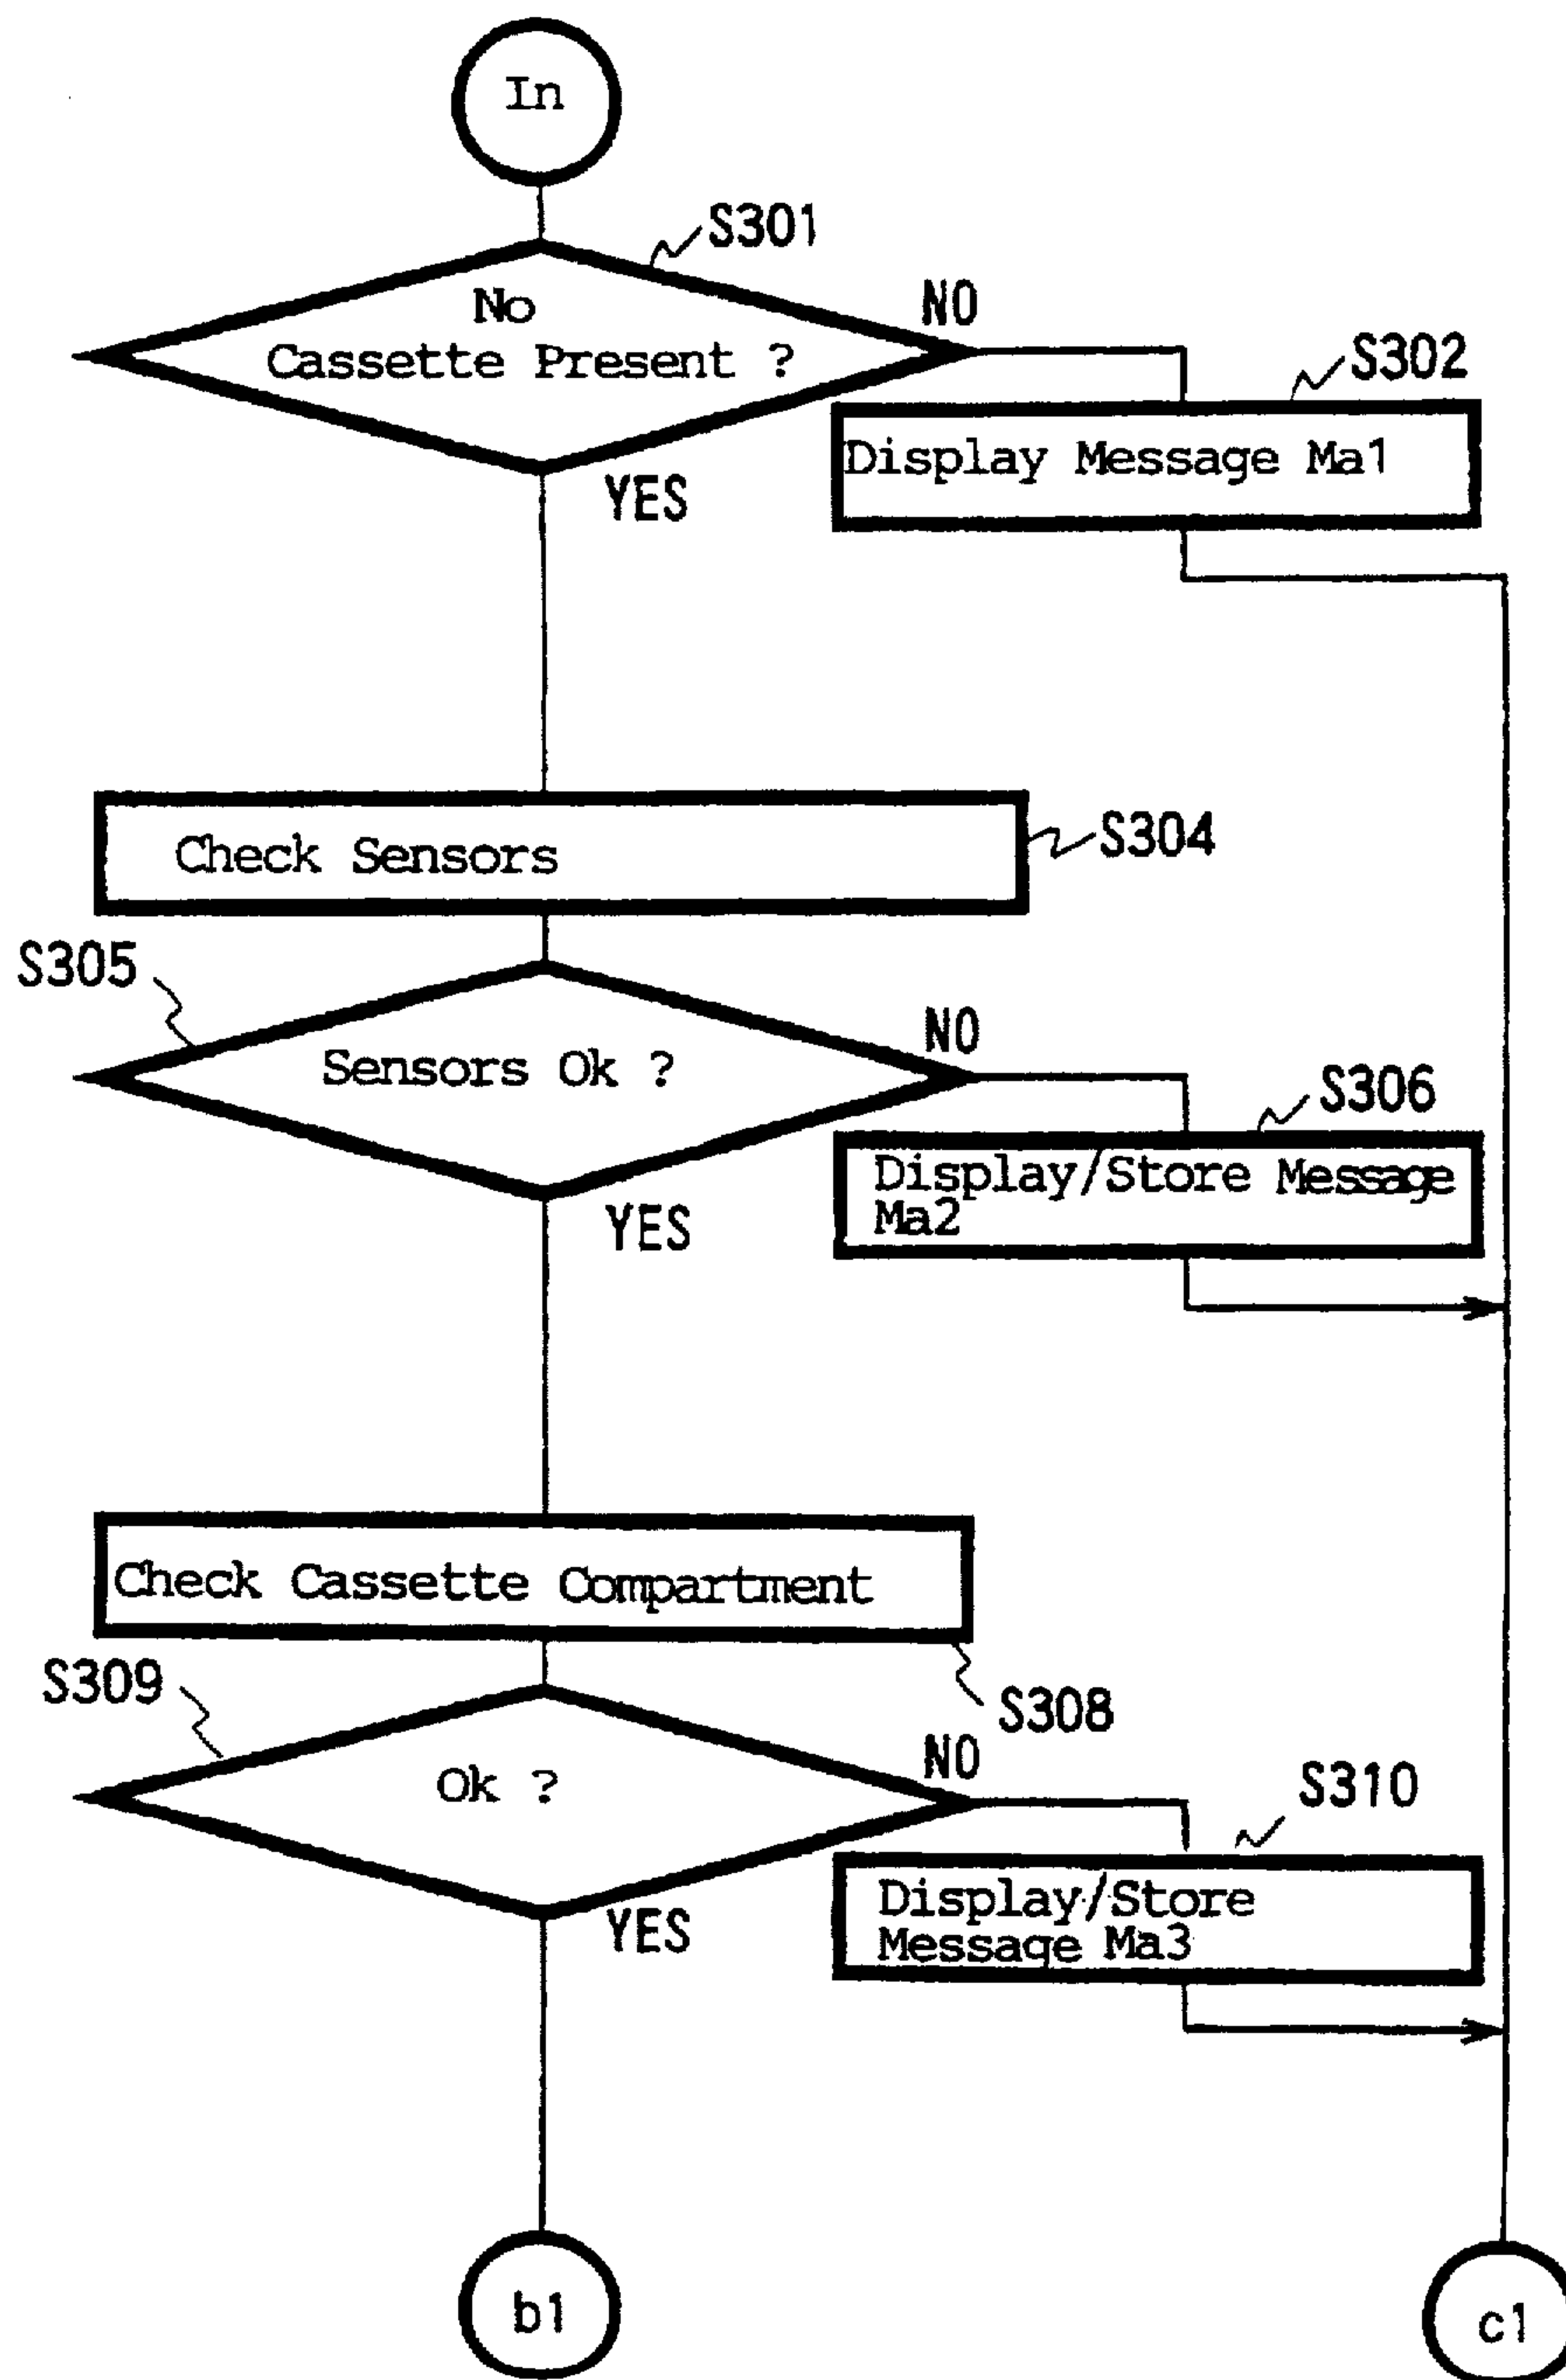 In
S301
No
Cassette Present ?
NO
YES
S302
Display Message Ma1
Check Sensors
S304
S305
Sensors Ok ?
NO
YES
S306
Display/Store Message
Ma2
Check Cassette Compartment
S308
S309
Ok ?
NO
YES
S310
Display/Store
Message Ma3
b1
c1